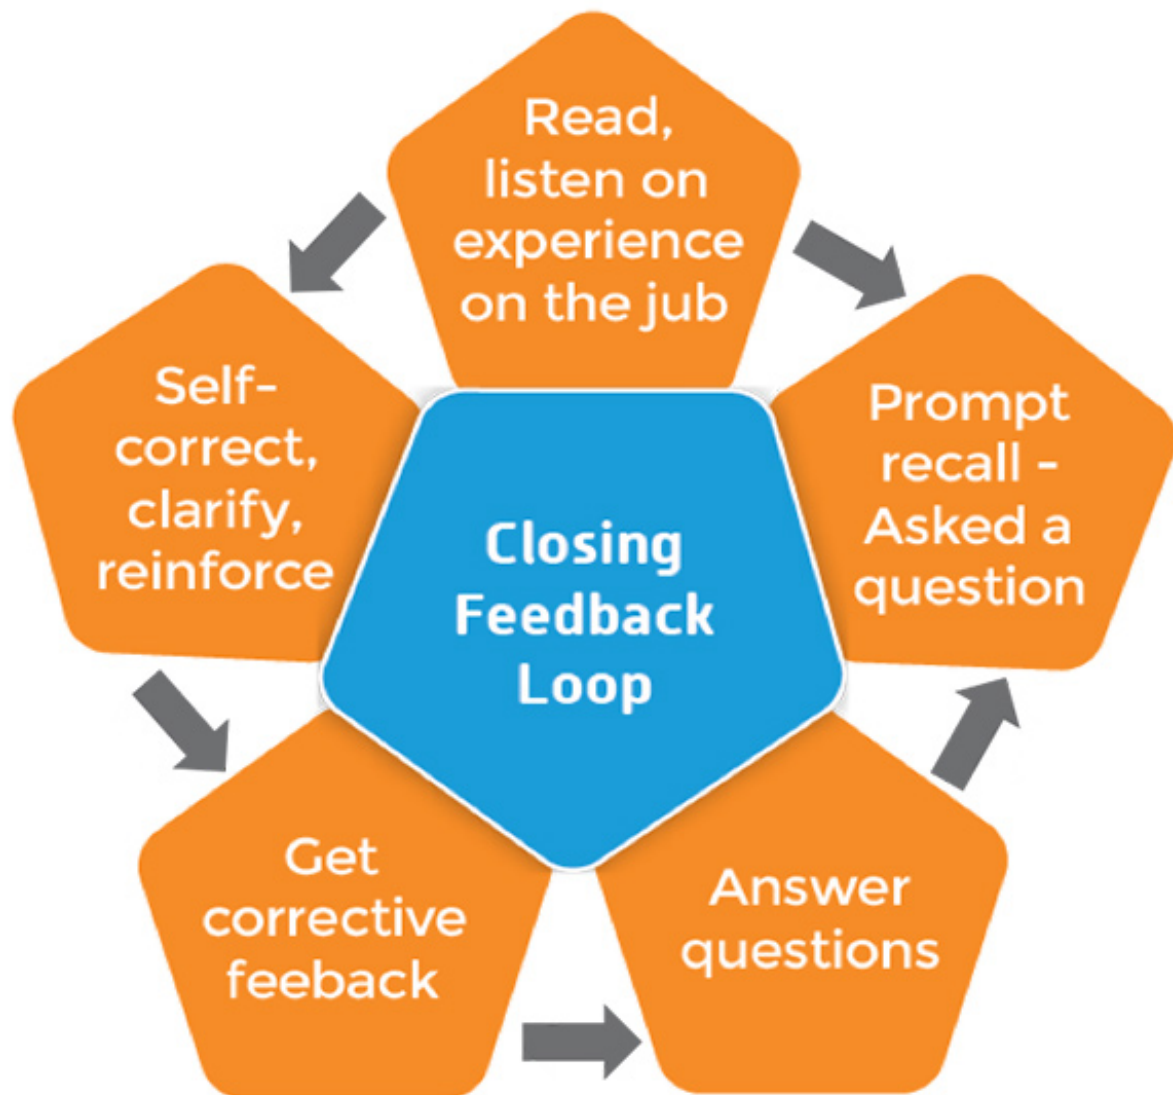 Read,
listen on
experience
on the jub
Self-
correct,
clarify,
reinforce
Closing
Feedback
Loop
Prompt
recall -
Asked a
question
Get
corrective
feeback
Answer
questions